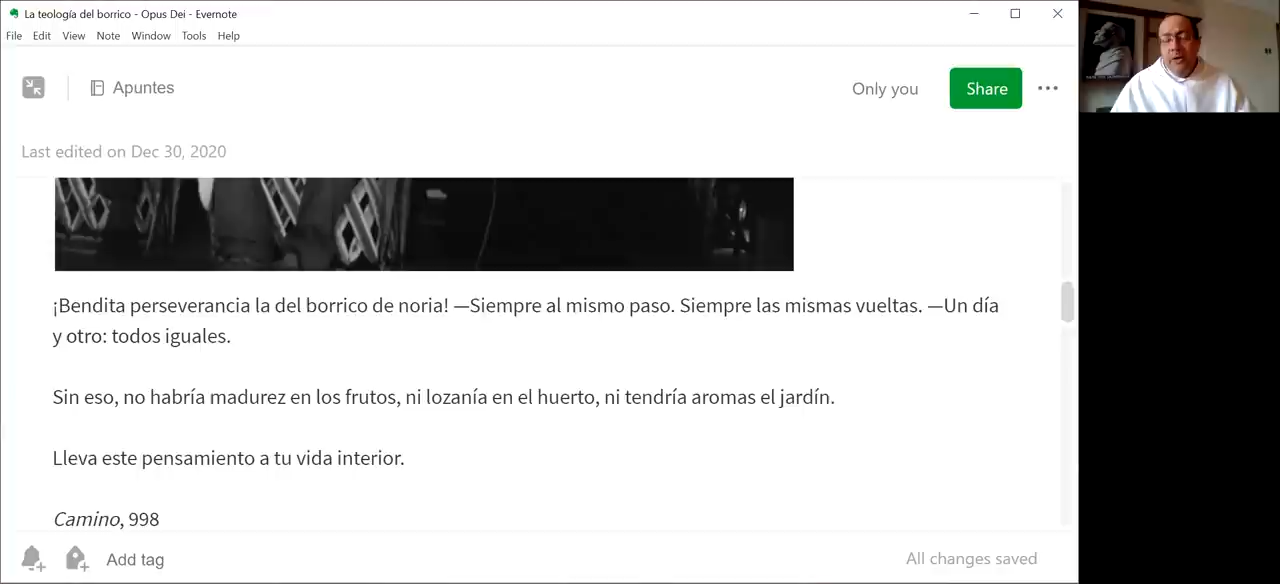 La teología del borrico - Opus Dei - Evernote
File Edit View Note Window Tools Help
Apuntes
Only you
Share
Last edited on Dec 30, 2020
¡Bendita perseverancia la del borrico de noria! —Siempre al mismo paso. Siempre las mismas vueltas. —Un día
y otro: todos iguales.
Sin eso, no habría madurez en los frutos, ni lozanía en el huerto, ni tendría aromas el jardín.
Lleva este pensamiento a tu vida interior.
Camino, 998
Add tag
All changes saved